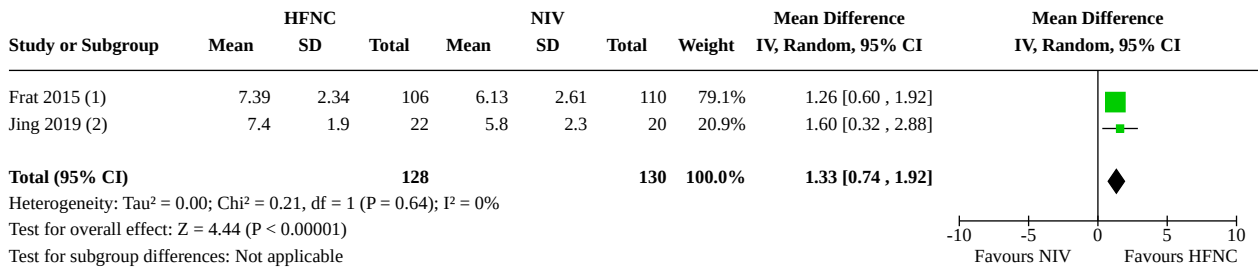 HFNC NIV Mean Difference Mean Difference
Study or Subgroup Mean SD Total Mean SD Total Weight IV, Random, 95% CI IV, Random, 95% CI
Frat 2015 (1) 7.39 2.34 106 6.13 2.61 110 79.1% 1.26 [0.60 , 1.92]
Jing 2019 (2) 7.4 1.9 22 5.8 2.3 20 20.9% 1.60 [0.32 , 2.88]
Total (95% CI) 128 130 100.0% 1.33 [0.74 , 1.92]
Heterogeneity: Tau² = 0.00; Chi² = 0.21, df = 1 (P = 0.64); I² = 0%
Test for overall effect: Z = 4.44 (P < 0.00001)
-10 -5 0 5 10
Test for subgroup differences: Not applicable
Favours NIV Favours HFNC